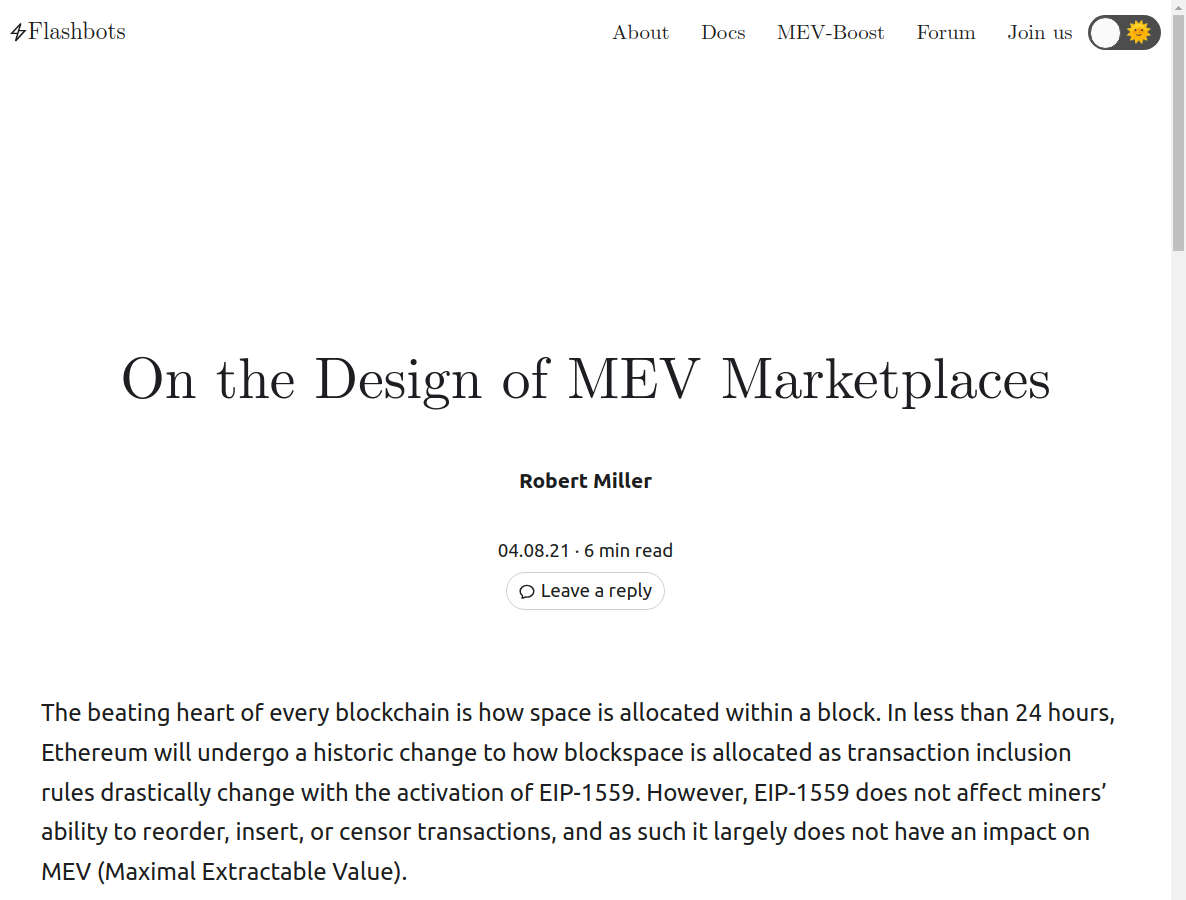 Flashbots
About Docs MEV-Boost Forum Join us
On the Design of MEV Marketplaces
Robert Miller
04.08.21 · 6 min read
Leave a reply
The beating heart of every blockchain is how space is allocated within a block. In less than 24 hours,
Ethereum will undergo a historic change to how blockspace is allocated as transaction inclusion
rules drastically change with the activation of EIP-1559. However, EIP-1559 does not affect miners’
ability to reorder, insert, or censor transactions, and as such it largely does not have an impact on
MEV (Maximal Extractable Value).